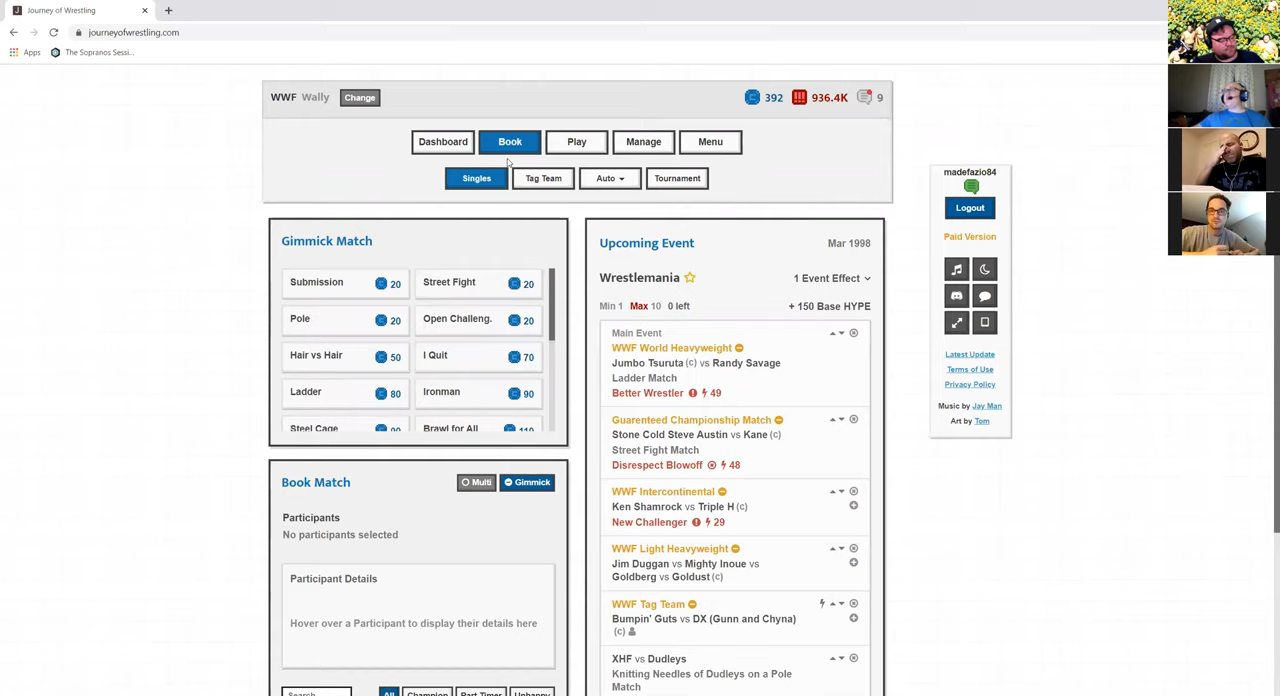 Journey of Wrestling
journeyofwrestling.com
Apps The Sopranos Sessi...
WWF Wally Change 392 936.4K 9
Dashboard Book Play Manage Menu
Singles Tag Team Auto Tournament
Gimmick Match
Submission 20 Street Fight 20
Pole 20 Open Challeng. 20
Hair vs Hair 50 I Quit 70
Ladder 80 Ironman 90
Steel Cage 90 Brawl for All 110
Book Match Multi Gimmick
Participants
No participants selected
Participant Details
Hover over a Participant to display their details here
Search All Champion Part Timer Unhappy
Upcoming Event Mar 1998
Wrestlemania 1 Event Effect
Min 1 Max 10 0 left + 150 Base HYPE
Main Event
WWF World Heavyweight
Jumbo Tsuruta (c) vs Randy Savage
Ladder Match
Better Wrestler 49
Guarenteed Championship Match
Stone Cold Steve Austin vs Kane (c)
Street Fight Match
Disrespect Blowoff 48
WWF Intercontinental
Ken Shamrock vs Triple H (c)
New Challenger 29
WWF Light Heavyweight
Jim Duggan vs Mighty Inoue vs
Goldberg vs Goldust (c)
WWF Tag Team
Bumpin' Guts vs DX (Gunn and Chyna)
(c)
XHF vs Dudleys
Knitting Needles of Dudleys on a Pole
Match
madefazio84
Logout
Paid Version
Latest Update
Terms of Use
Privacy Policy
Music by Jay Man
Art by Tom